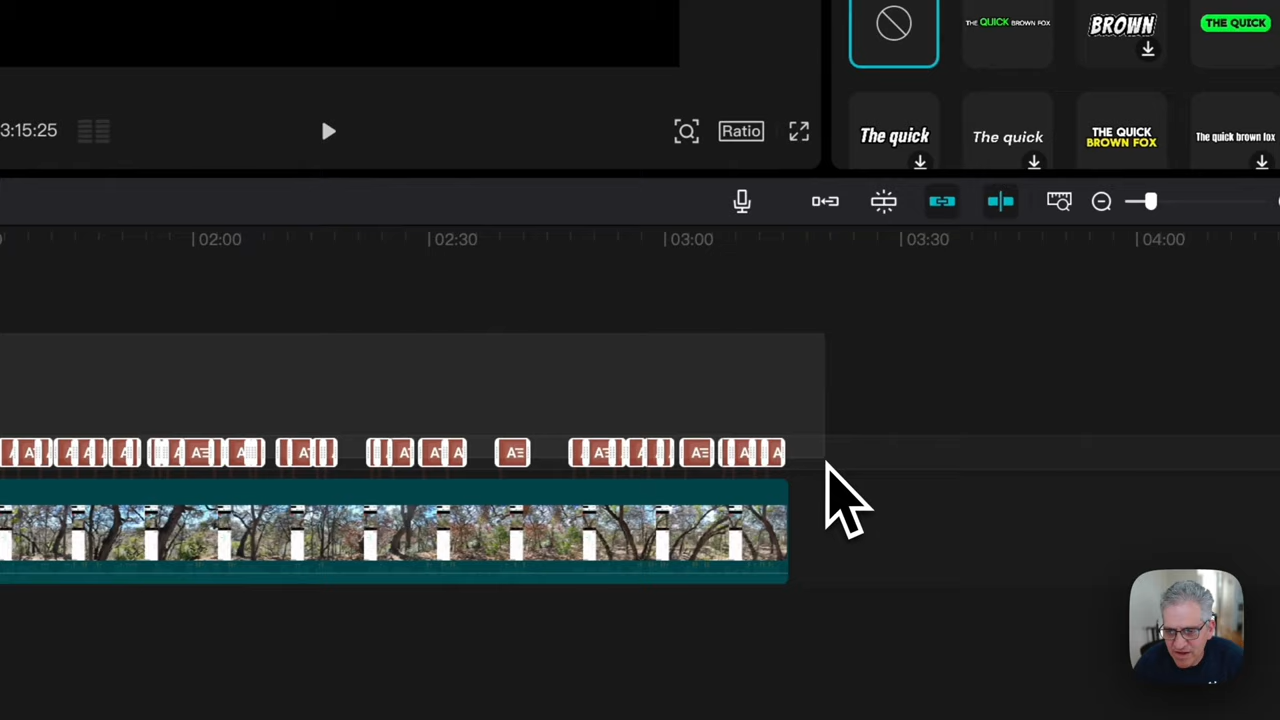 THE QUICK BROWN FOX
BROWN
THE QUICK
3:15:25
Ratio
The quick
The quick
THE QUICK
BROWN FOX
The quick brown fox
02:00
02:30
03:00
03:30
04:00